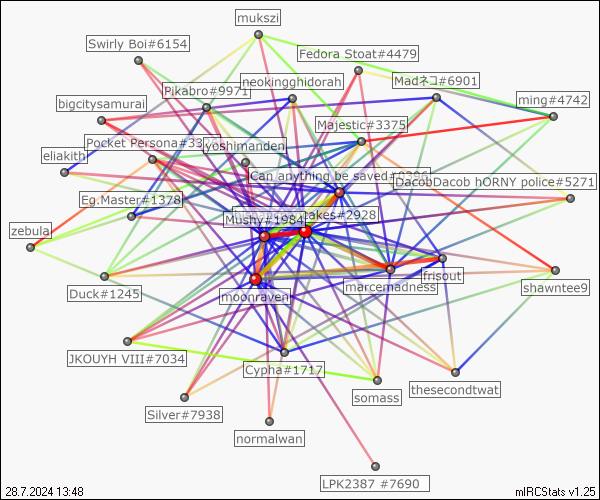 mukszi
Swirly Boi#6154
Fedora Stoat#4479
Pikabro#9971
neokingghidorah
Madネコ#6901
bigcitysamurai
ming#4742
Majestic#3375
Pocket Persona#33
yoshimanden
eliakith
Can anything be saved#0396
DacobDacob hORNY police#5271
Eg.Master#1378
Mushy#1984
akes#2928
zebula
Duck#1245
moonraven
marcemadness
frisout
shawntee9
JKOUYH VIII#7034
Cypha#1717
somass
thesecondtwat
Silver#7938
normalwan
LPK2387 #7690
28.7.2024 13:48
mIRCStats v1.25